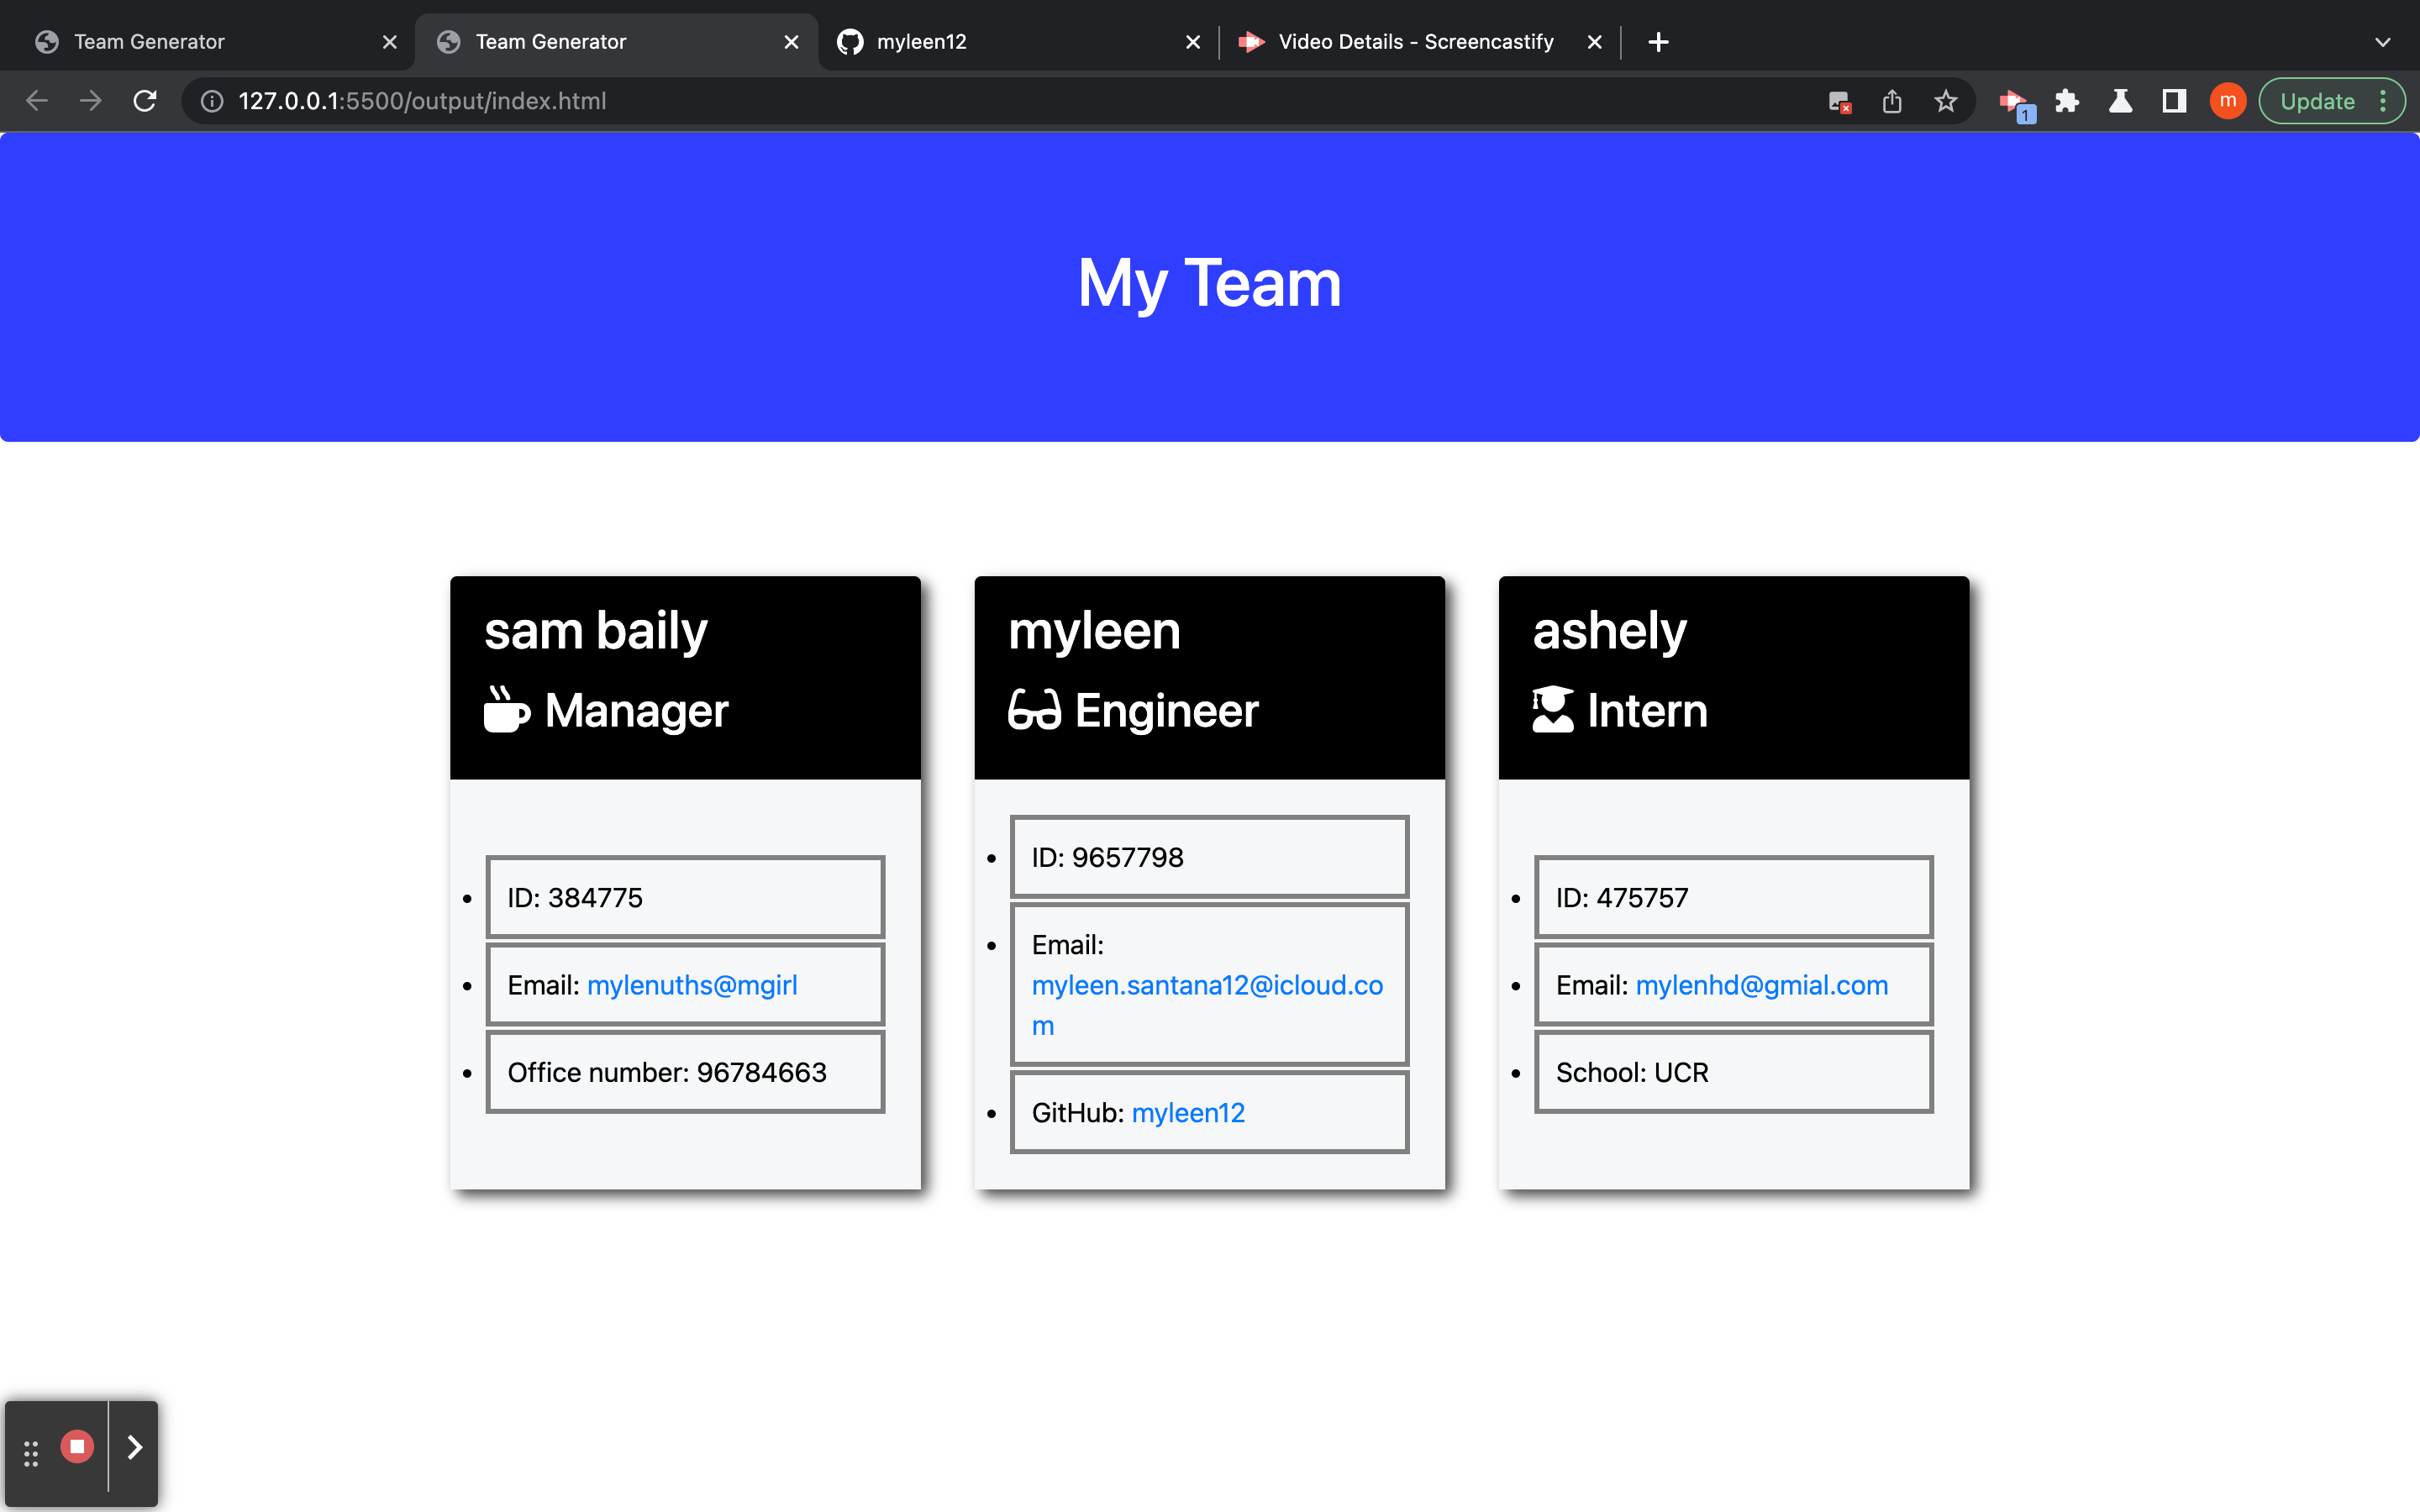 Team Generator
Team Generator
myleen12
Video Details - Screencastify
127.0.0.1:5500/output/index.html
1
m
Update
My Team
sam baily
Manager
ID: 384775
Email: mylenuths@mgirl
Office number: 96784663
myleen
Engineer
ID: 9657798
Email:
myleen.santana12@icloud.co
m
GitHub: myleen12
ashely
Intern
ID: 475757
Email: mylenhd@gmial.com
School: UCR